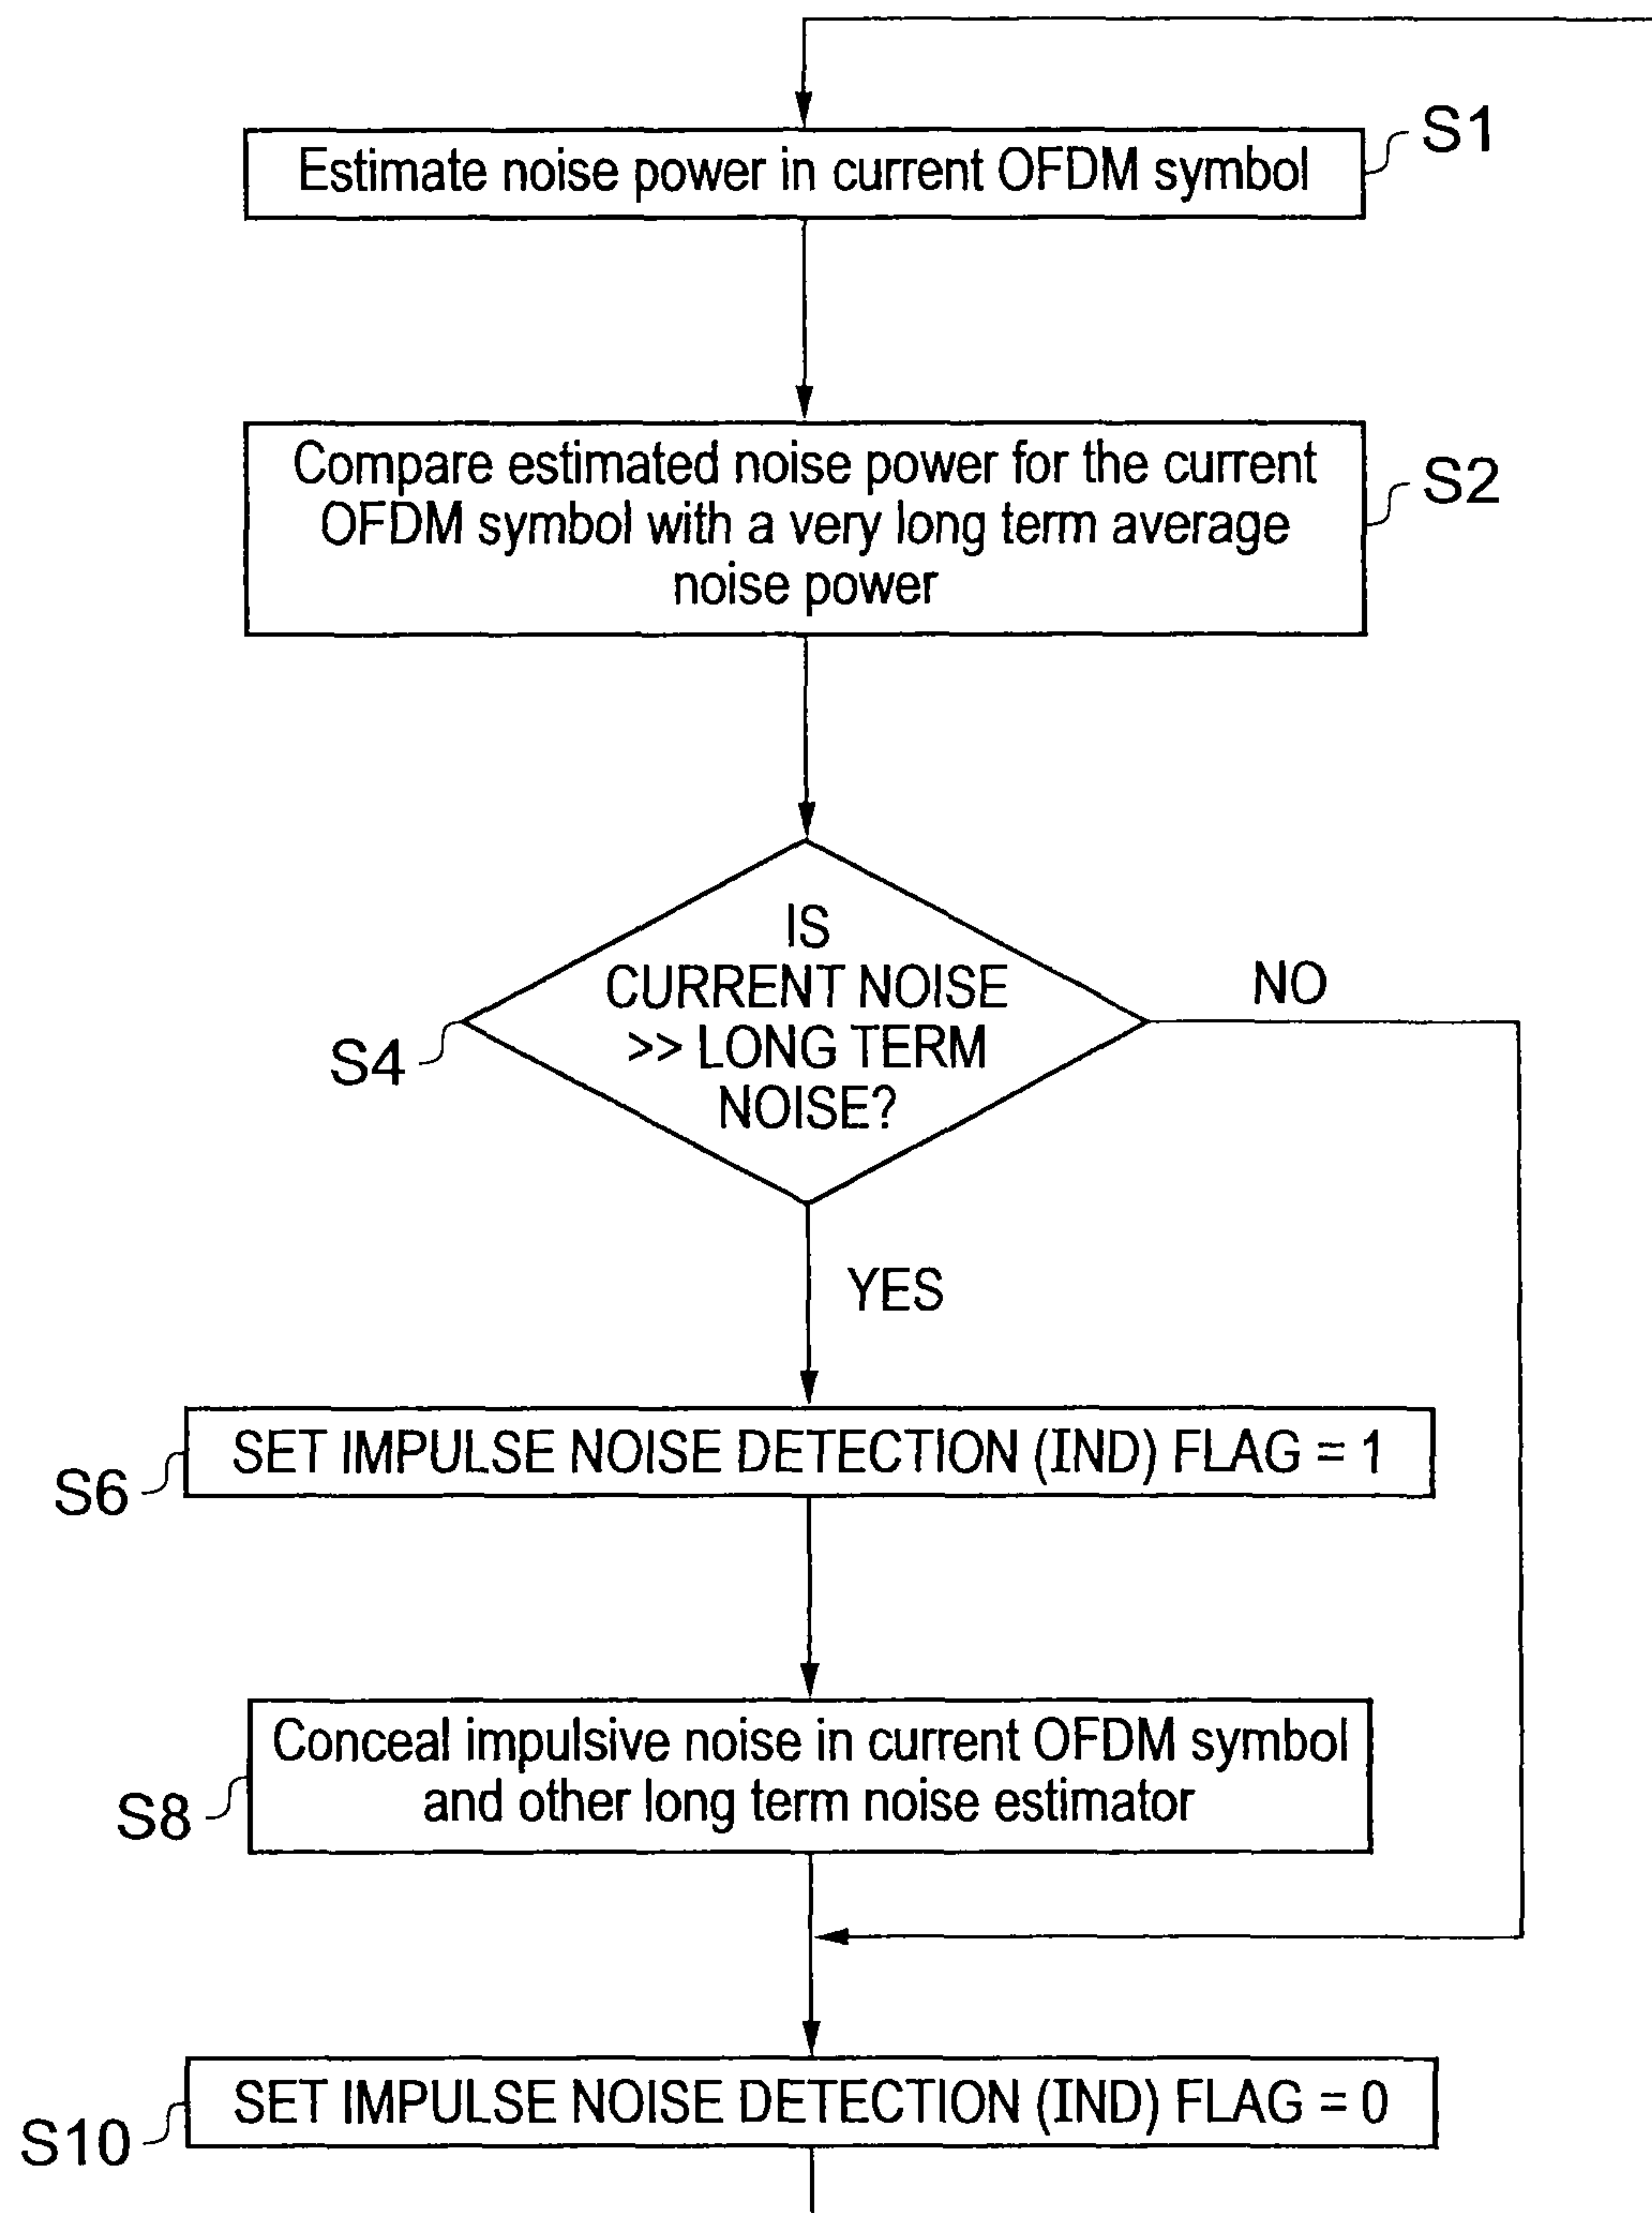 S1
Estimate noise power in current OFDM symbol
Compare estimated noise power for the current
OFDM symbol with a very long term average
noise power
S2
IS
CURRENT NOISE
>> LONG TERM
NOISE?
S4
NO
YES
SET IMPULSE NOISE DETECTION (IND) FLAG = 1
S6
Conceal impulsive noise in current OFDM symbol
and other long term noise estimator
S8
SET IMPULSE NOISE DETECTION (IND) FLAG = 0
S10